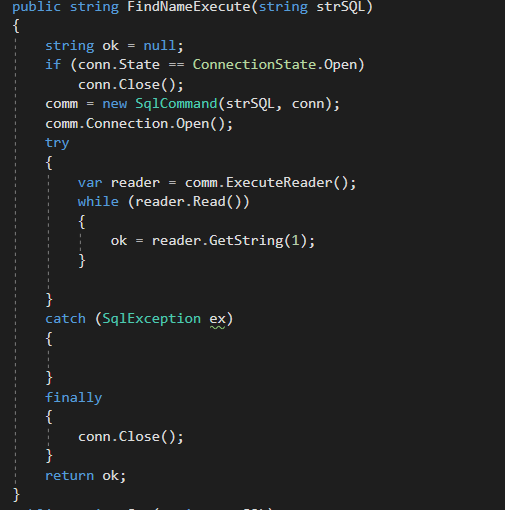 public string FindNameExecute(string strSQL)
{
string ok = null;
if (conn.State == ConnectionState.Open)
conn.Close();
comm = new SqlCommand(strSQL, conn);
comm.Connection.Open();
try
{
var reader = comm.ExecuteReader();
while (reader.Read())
{
ok = reader.GetString(1);
}
}
catch (SqlException ex)
{
}
finally
{
conn.Close();
}
return ok;
}